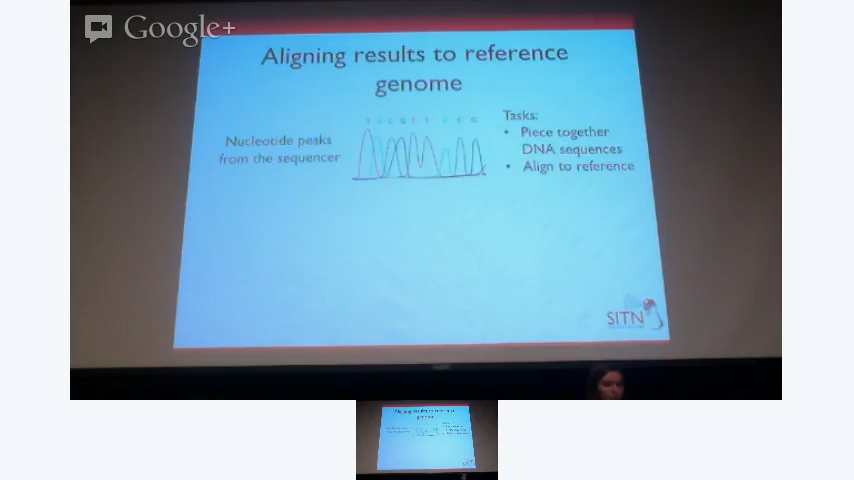 Google+
Aligning results to reference
genome
Nucleotide peaks
from the sequencer
Tasks:
• Piece together
DNA sequences
• Align to reference
SITN